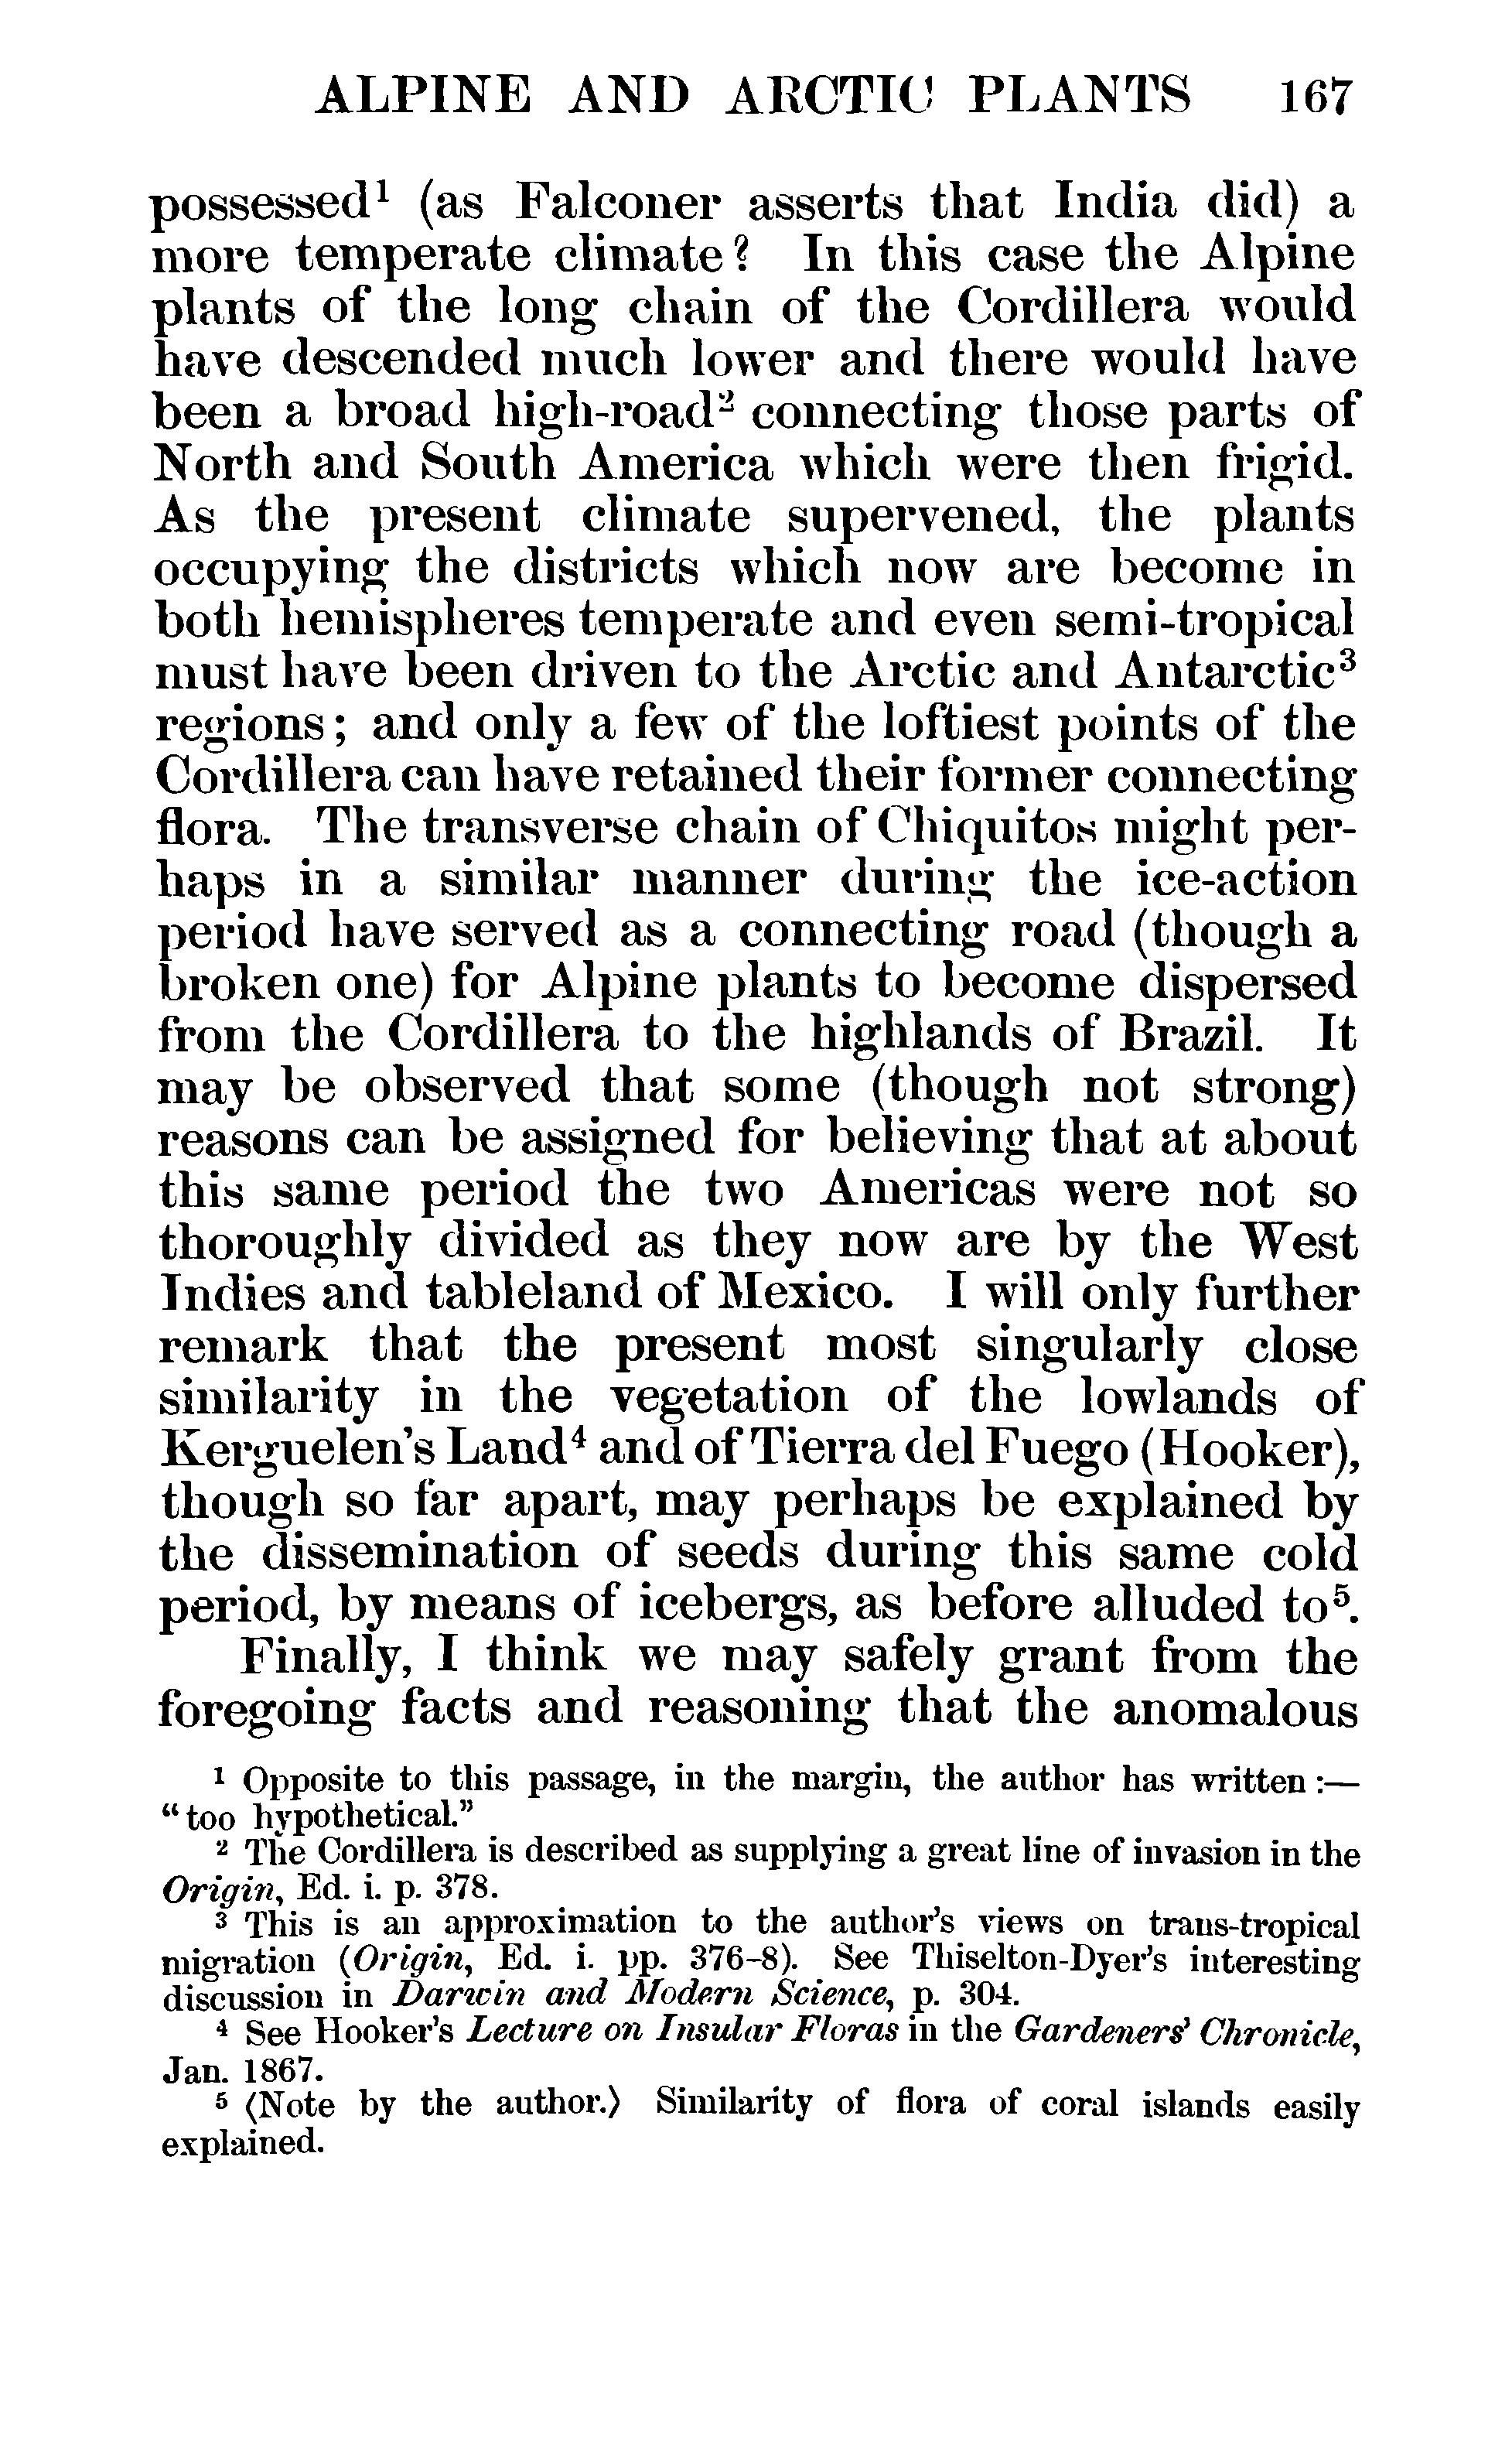 ALPINE AND ARCTIC PLANTS 167
possessed¹ (as Falconer asserts that India did) a
more temperate climate? In this case the Alpine
plants of the long chain of the Cordillera would
have descended much lower and there would have
been a broad high-road² connecting those parts of
North and South America which were then frigid.
As the present climate supervened, the plants
occupying the districts which now are become in
both hemispheres temperate and even semi-tropical
must have been driven to the Arctic and Antarctic³
regions; and only a few of the loftiest points of the
Cordillera can have retained their former connecting
flora. The transverse chain of Chiquitos might per-
haps in a similar manner during the ice-action
period have served as a connecting road (though a
broken one) for Alpine plants to become dispersed
from the Cordillera to the highlands of Brazil. It
may be observed that some (though not strong)
reasons can be assigned for believing that at about
this same period the two Americas were not so
thoroughly divided as they now are by the West
Indies and tableland of Mexico. I will only further
remark that the present most singularly close
similarity in the vegetation of the lowlands of
Kerguelen's Land⁴ and of Tierra del Fuego (Hooker),
though so far apart, may perhaps be explained by
the dissemination of seeds during this same cold
period, by means of icebergs, as before alluded to⁵.
Finally, I think we may safely grant from the
foregoing facts and reasoning that the anomalous
¹ Opposite to this passage, in the margin, the author has written:—
"too hypothetical."
² The Cordillera is described as supplying a great line of invasion in the
Origin, Ed. i. p. 378.
³ This is an approximation to the author's views on trans-tropical
migration (Origin, Ed. i. pp. 376-8). See Thiselton-Dyer's interesting
discussion in Darwin and Modern Science, p. 304.
⁴ See Hooker's Lecture on Insular Floras in the Gardeners' Chronicle,
Jan. 1867.
⁵ ⟨Note by the author.⟩ Similarity of flora of coral islands easily
explained.